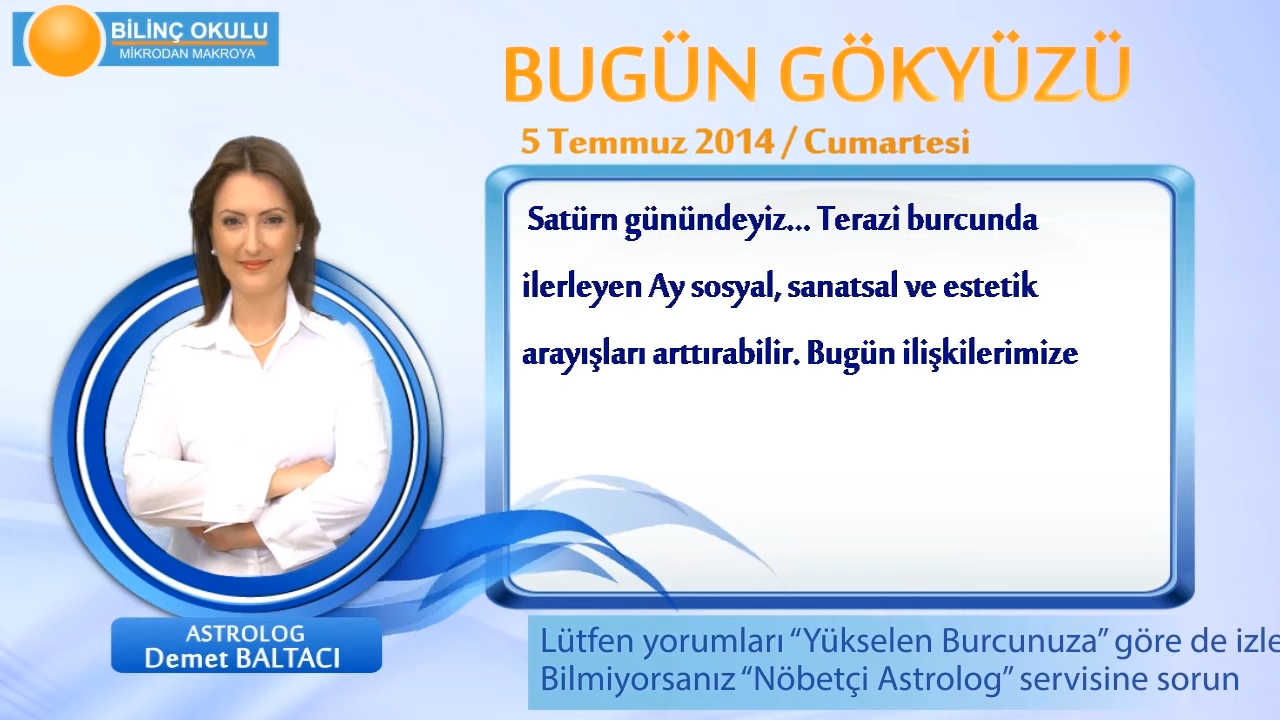 BİLİNÇ OKULU
MİKRODAN MAKROYA
BUGÜN GÖKYÜZÜ
5 Temmuz 2014 / Cumartesi
Satürn günündeyiz... Terazi burcunda
ilerleyen Ay sosyal, sanatsal ve estetik
arayışları arttırabilir. Bugün ilişkilerimize
ASTROLOG
Demet BALTACI
Lütfen yorumları “Yükselen Burcunuza” göre de izle
Bilmiyorsanız “Nöbetçi Astrolog” servisine sorun